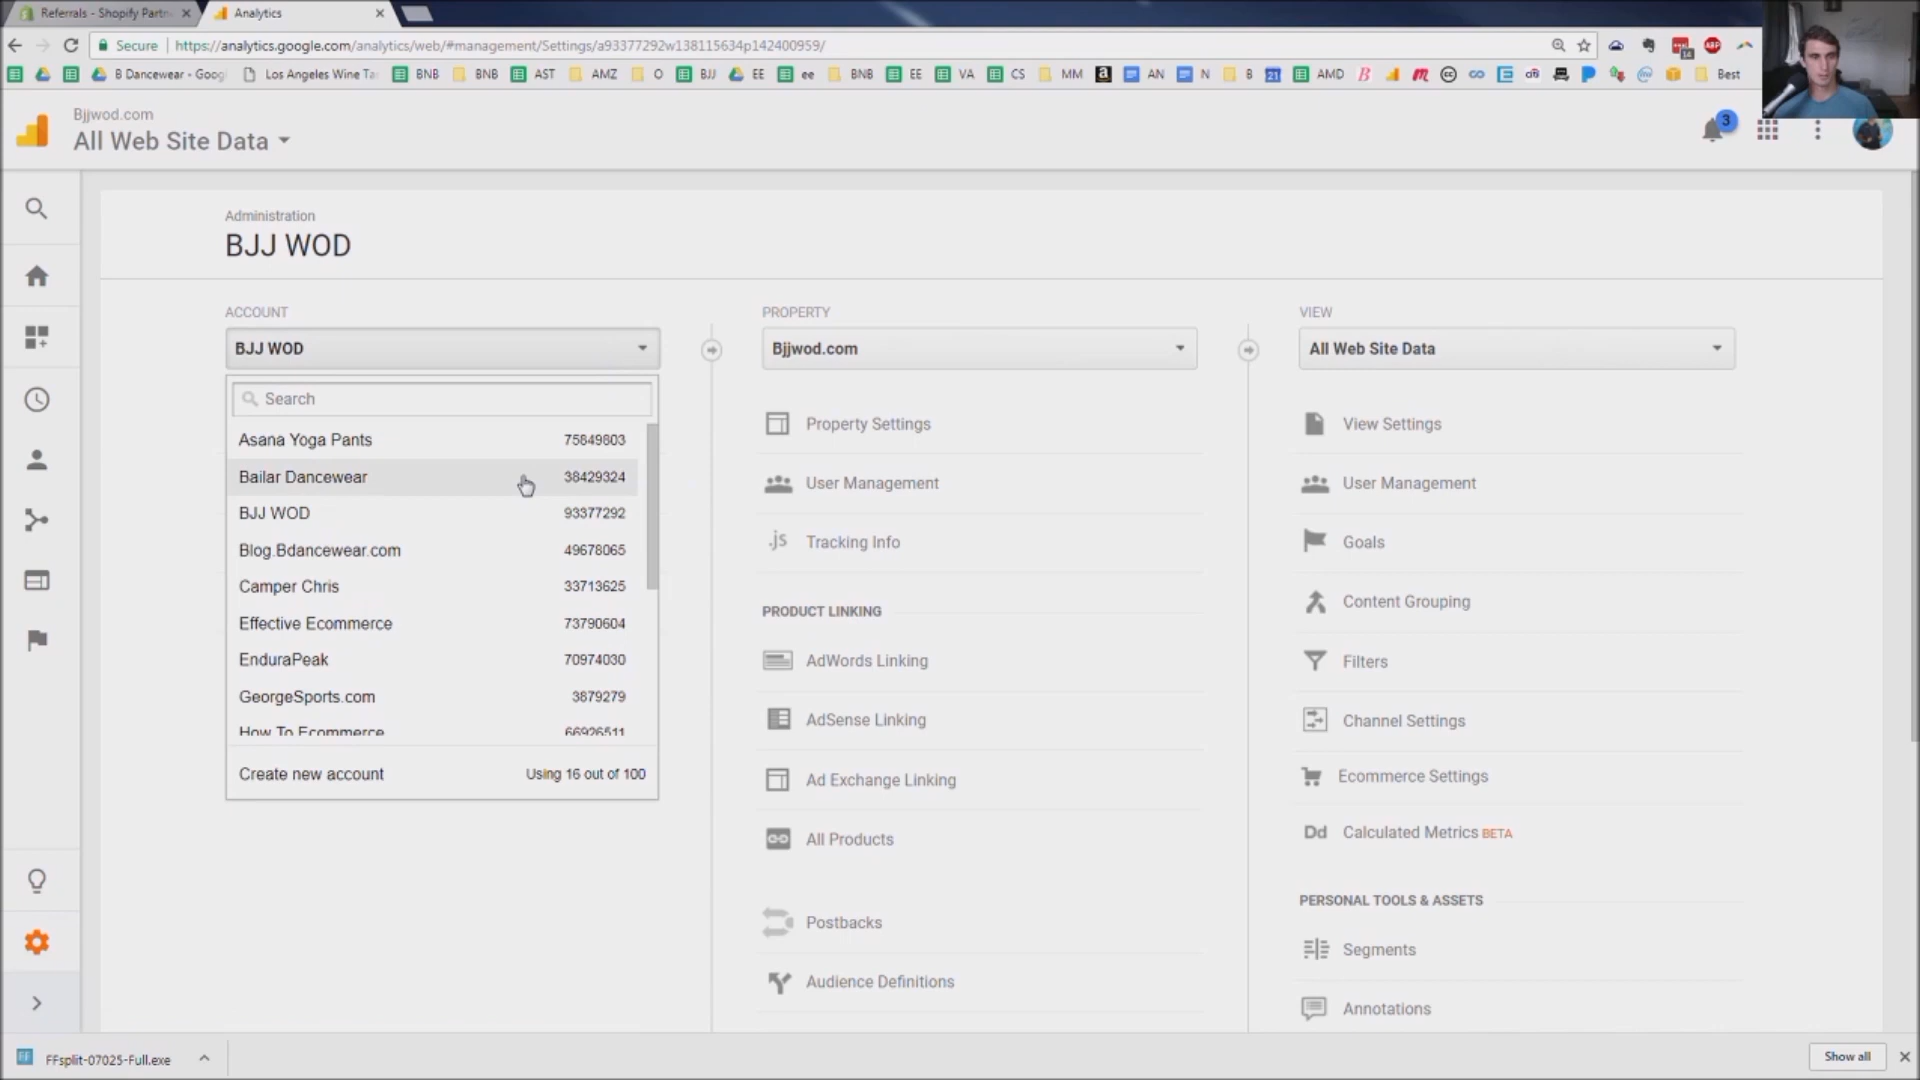 Referrals - Shopify Partn
Analytics
Secure
https://analytics.google.com/analytics/web/#management/Settings/a93377292w138115634p142400959/
B Dancewear - Goog
Los Angeles Wine Ta
BNB
BNB
AST
AMZ
O
BJJ
EE
ee
BNB
EE
VA
CS
MM
AN
N
B
AMD
Best
Bjjwod.com
All Web Site Data
3
Administration
BJJ WOD
ACCOUNT
BJJ WOD
Search
Asana Yoga Pants 75849803
Bailar Dancewear 38429324
BJJ WOD 93377292
Blog.Bdancewear.com 49678065
Camper Chris 33713625
Effective Ecommerce 73790604
EnduraPeak 70974030
GeorgeSports.com 3879279
How To Ecommerce 66926511
Create new account Using 16 out of 100
PROPERTY
Bjjwod.com
Property Settings
User Management
.js Tracking Info
PRODUCT LINKING
AdWords Linking
AdSense Linking
Ad Exchange Linking
All Products
Postbacks
Audience Definitions
VIEW
All Web Site Data
View Settings
User Management
Goals
Content Grouping
Filters
Channel Settings
Ecommerce Settings
Dd Calculated Metrics BETA
PERSONAL TOOLS & ASSETS
Segments
Annotations
FFsplit-07025-Full.exe
Show all